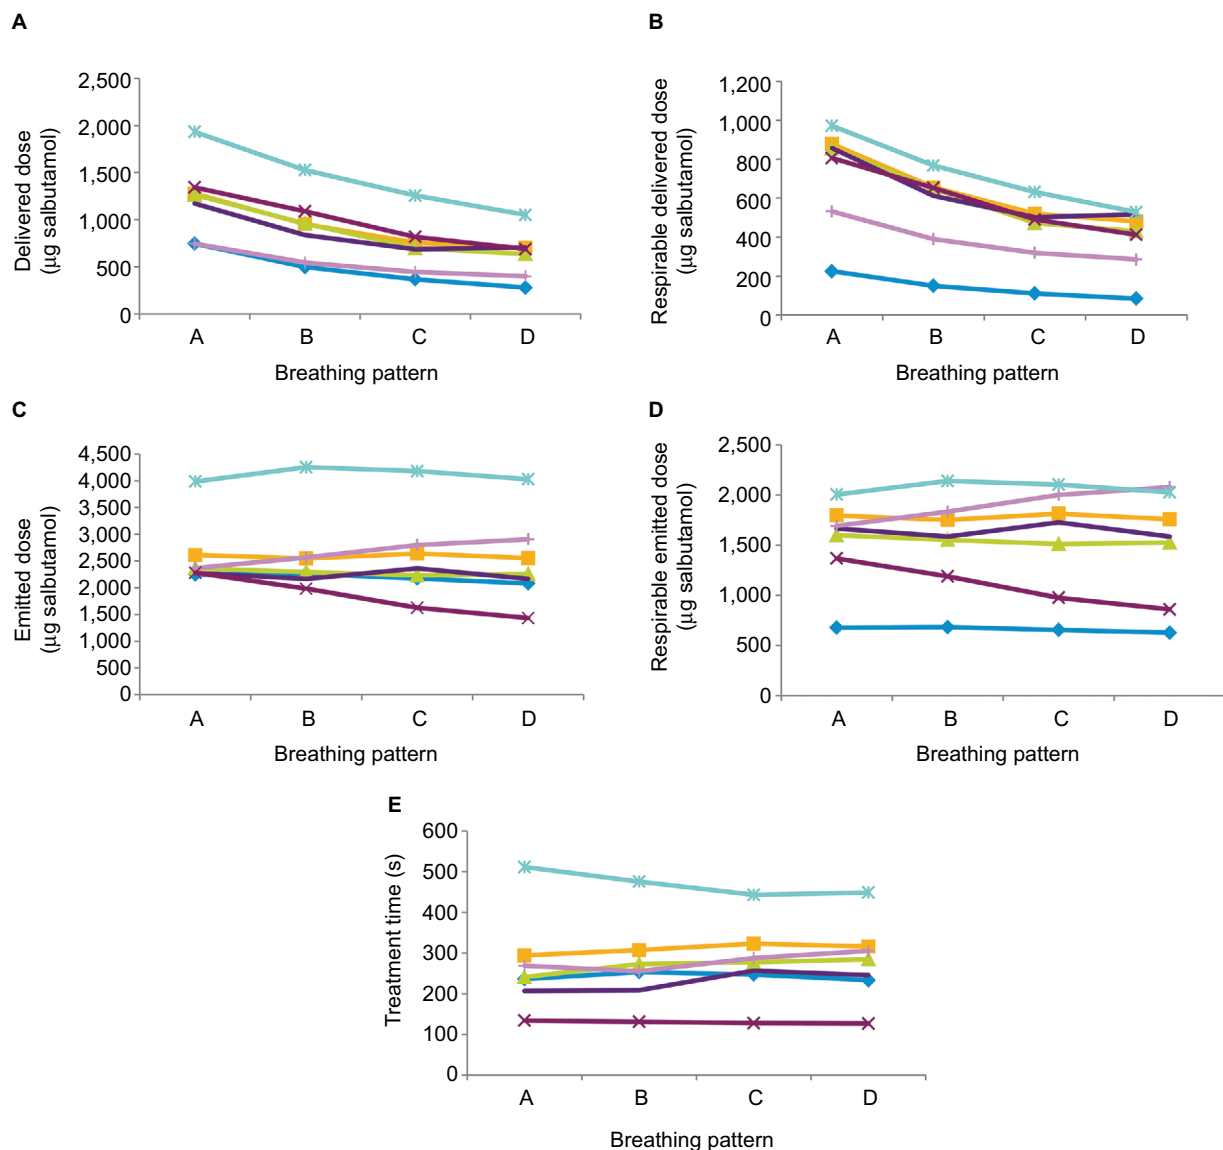 A
Delivered dose
(µg salbutamol)
2,500
2,000
1,500
1,000
500
0
A B C D
Breathing pattern
B
Respirable delivered dose
(µg salbutamol)
1,200
1,000
800
600
400
200
0
A B C D
Breathing pattern
C
Emitted dose
(µg salbutamol)
4,500
4,000
3,500
3,000
2,500
2,000
1,500
1,000
500
0
A B C D
Breathing pattern
D
Respirable emitted dose
(µg salbutamol)
2,500
2,000
1,500
1,000
500
0
A B C D
Breathing pattern
E
Treatment time (s)
600
500
400
300
200
100
0
A B C D
Breathing pattern